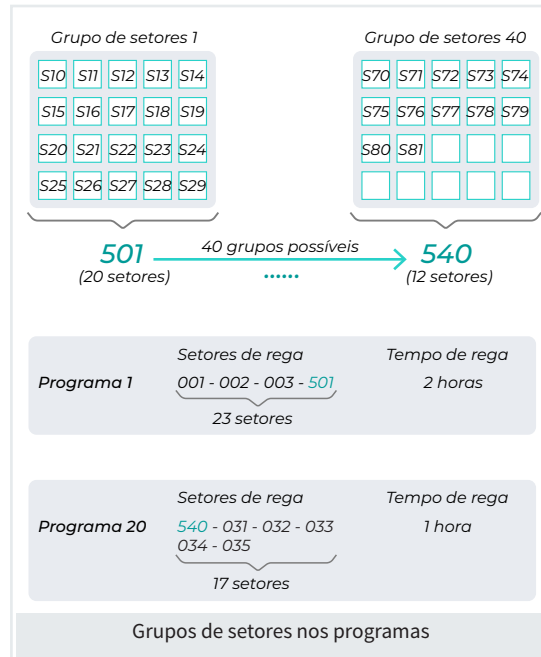 Grupo de setores 1
S10 S11 S12 S13 S14
S15 S16 S17 S18 S19
S20 S21 S22 S23 S24
S25 S26 S27 S28 S29
501
(20 setores)
40 grupos possíveis
......
Grupo de setores 40
S70 S71 S72 S73 S74
S75 S76 S77 S78 S79
S80 S81
540
(12 setores)
Programa 1
Setores de rega
001 - 002 - 003 - 501
23 setores
Tempo de rega
2 horas
Programa 20
Setores de rega
540 - 031 - 032 - 033
034 - 035
17 setores
Tempo de rega
1 hora
Grupos de setores nos programas